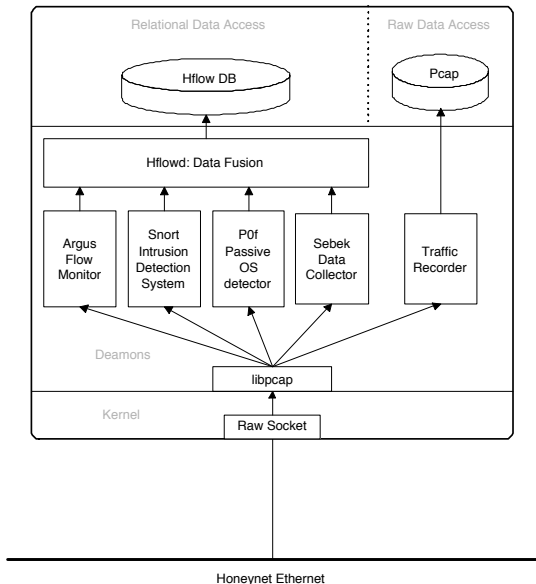 Relational Data Access
Raw Data Access
Hflow DB
Pcap
Hflowd: Data Fusion
Argus
Flow
Monitor
Snort
Intrusion
Detection
System
P0f
Passive
OS
detector
Sebek
Data
Collector
Traffic
Recorder
Deamons
libpcap
Kernel
Raw Socket
Honeynet Ethernet